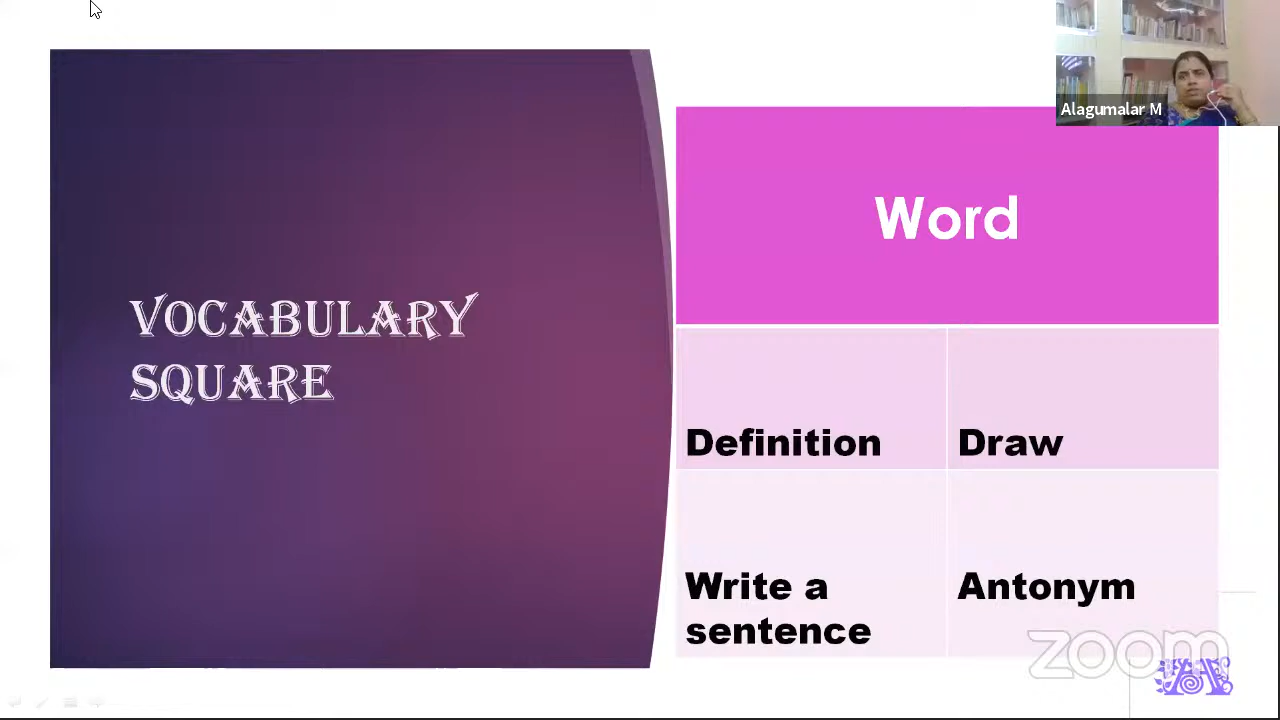 Alagumalar M
Word
VOCABULARY
SQUARE
Definition
Draw
Write a
sentence
Antonym
zoom